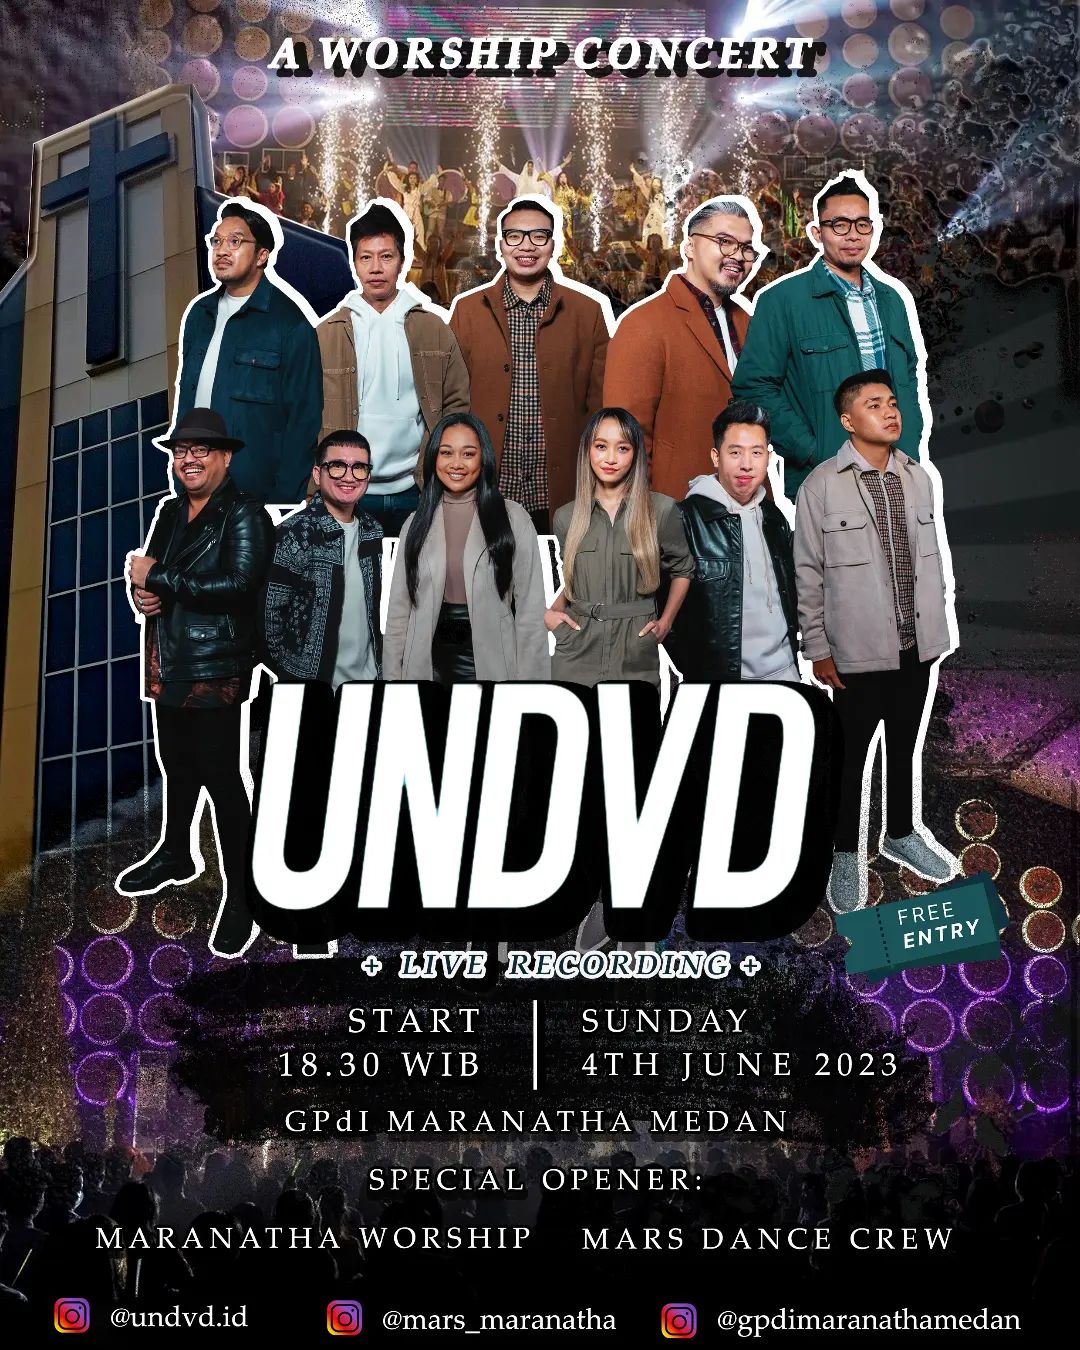 A WORSHIP CONCERT
UNDVD
+ LIVE RECORDING +
FREE
ENTRY
START
18.30 WIB
SUNDAY
4TH JUNE 2023
GPdI MARANATHA MEDAN
SPECIAL OPENER:
MARANATHA WORSHIP MARS DANCE CREW
@undvd.id @mars_maranatha @gpdimaranathamedan